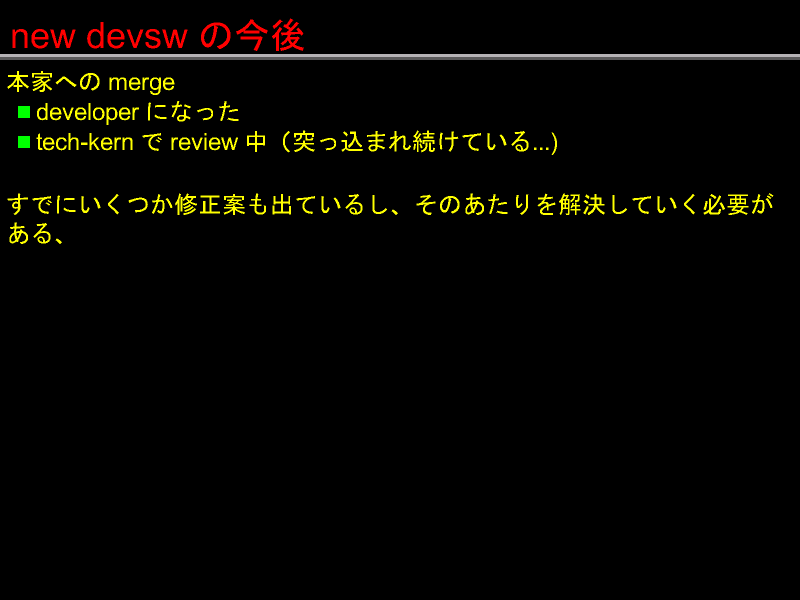 new devsw の今後
本家への merge
developer になった
tech-kern で review 中（突っ込まれ続けている...)
すでにいくつか修正案も出ているし、そのあたりを解決していく必要が
ある、